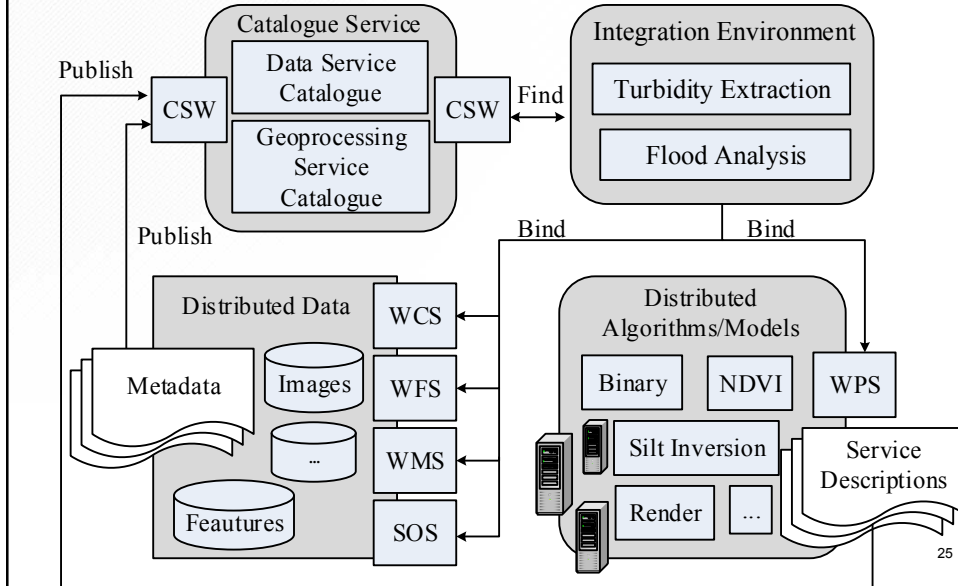 Catalogue Service
Publish
CSW
Data Service
Catalogue
Geoprocessing
Service
Catalogue
CSW
Find
Integration Environment
Turbidity Extraction
Flood Analysis
Publish
Bind
Bind
Distributed Data
Metadata
Images
...
Feautures
WCS
WFS
WMS
SOS
Distributed
Algorithms/Models
Binary
NDVI
WPS
Silt Inversion
Render
...
Service
Descriptions
25